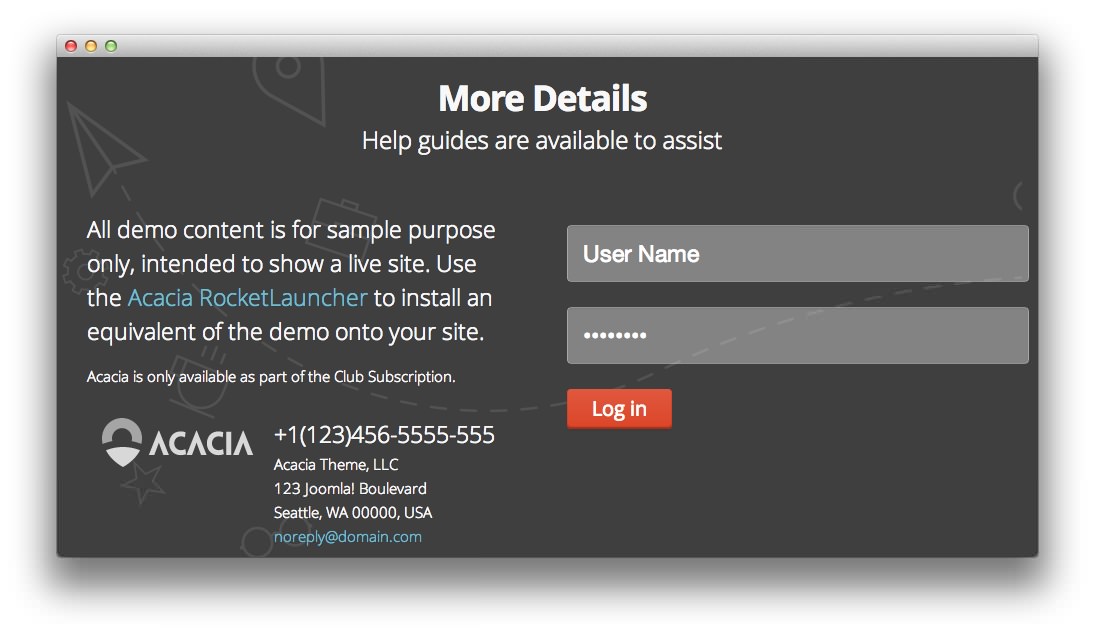 More Details
Help guides are available to assist
All demo content is for sample purpose
only, intended to show a live site. Use
the Acacia RocketLauncher to install an
equivalent of the demo onto your site.
Acacia is only available as part of the Club Subscription.
ACACIA
+1(123)456-5555-555
Acacia Theme, LLC
123 Joomla! Boulevard
Seattle, WA 00000, USA
noreply@domain.com
User Name
••••••••
Log in